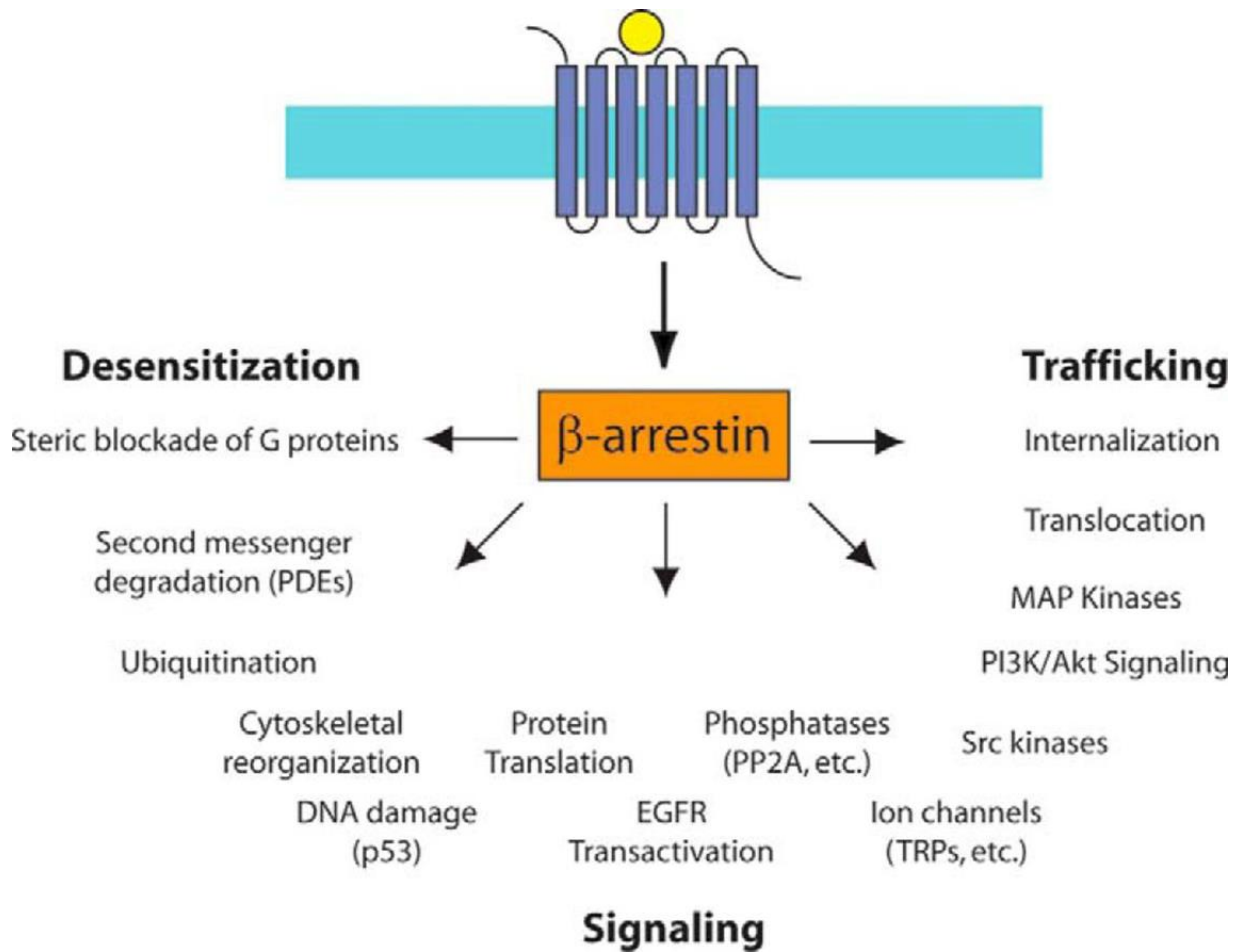 Desensitization
Trafficking
β-arrestin
Steric blockade of G proteins
Internalization
Translocation
Second messenger
degradation (PDEs)
MAP Kinases
Ubiquitination
PI3K/Akt Signaling
Cytoskeletal
reorganization
Protein
Translation
Phosphatases
(PP2A, etc.)
Src kinases
DNA damage
(p53)
EGFR
Transactivation
Ion channels
(TRPs, etc.)
Signaling